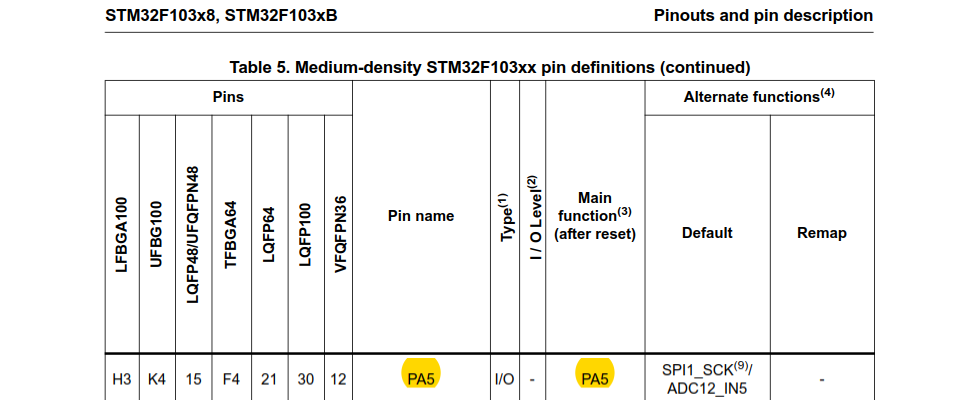 STM32F103x8, STM32F103xB Pinouts and pin description
Table 5. Medium-density STM32F103xx pin definitions (continued)
Pins Alternate functions(4)
LFBGA100 UFBG100 LQFP48/UFQFPN48 TFBGA64 LQFP64 LQFP100 VFQFPN36 Pin name Type(1) I / O Level(2) Main
function(3)
(after reset) Default Remap
H3 K4 15 F4 21 30 12 PA5 I/O - PA5 SPI1_SCK(9)/
ADC12_IN5 -